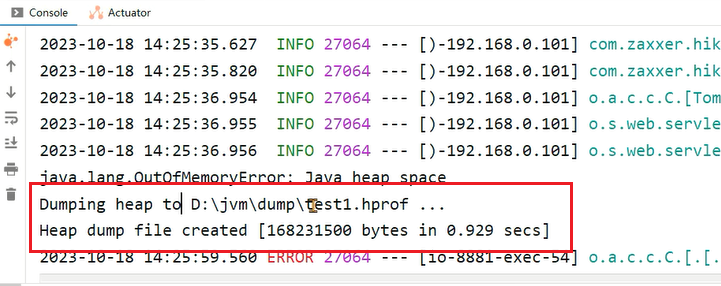 Console Actuator
2023-10-18 14:25:35.627 INFO 27064 --- [)-192.168.0.101] com.zaxxer.hik
2023-10-18 14:25:35.820 INFO 27064 --- [)-192.168.0.101] com.zaxxer.hik
2023-10-18 14:25:36.954 INFO 27064 --- [)-192.168.0.101] o.a.c.c.C.[Tom
2023-10-18 14:25:36.955 INFO 27064 --- [)-192.168.0.101] o.s.web.servle
2023-10-18 14:25:36.956 INFO 27064 --- [)-192.168.0.101] o.s.web.servle
java.lang.OutOfMemoryError: Java heap space
Dumping heap to D:\jvm\dump\test1.hprof ...
Heap dump file created [168231500 bytes in 0.929 secs]
2023-10-18 14:25:59.560 ERROR 27064 --- [io-8881-exec-54] o.a.c.c.C.[.[.